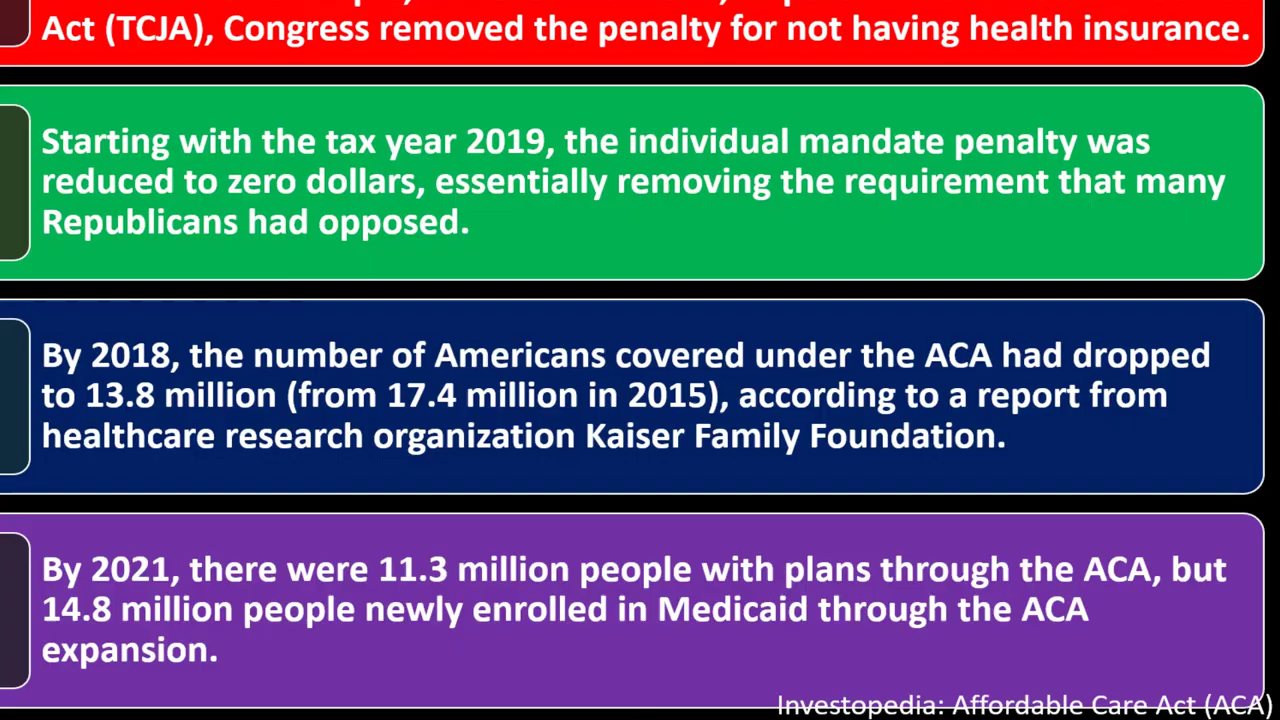 Act (TCJA), Congress removed the penalty for not having health insurance.
Starting with the tax year 2019, the individual mandate penalty was
reduced to zero dollars, essentially removing the requirement that many
Republicans had opposed.
By 2018, the number of Americans covered under the ACA had dropped
to 13.8 million (from 17.4 million in 2015), according to a report from
healthcare research organization Kaiser Family Foundation.
By 2021, there were 11.3 million people with plans through the ACA, but
14.8 million people newly enrolled in Medicaid through the ACA
expansion.
Investopedia: Affordable Care Act (ACA)